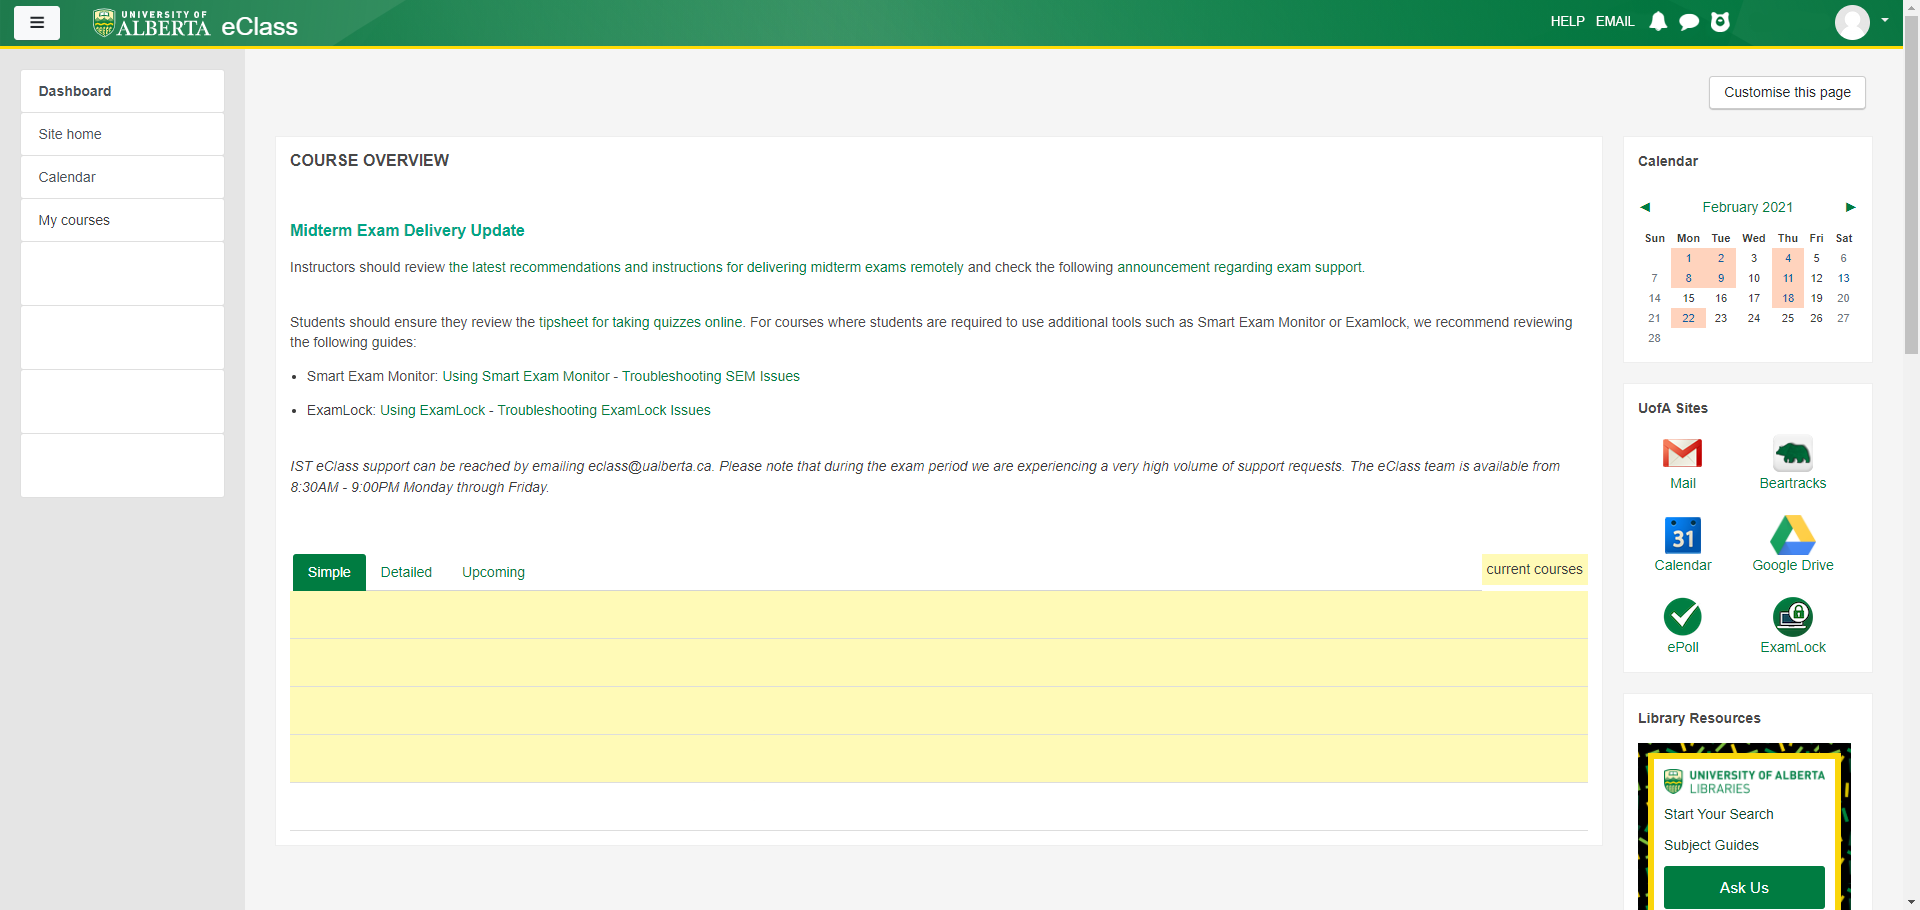 UNIVERSITY OF
ALBERTA eClass
HELP EMAIL
Dashboard
Site home
Calendar
My courses
Customise this page
COURSE OVERVIEW
Midterm Exam Delivery Update
Instructors should review the latest recommendations and instructions for delivering midterm exams remotely and check the following announcement regarding exam support.
Students should ensure they review the tipsheet for taking quizzes online. For courses where students are required to use additional tools such as Smart Exam Monitor or Examlock, we recommend reviewing
the following guides:
• Smart Exam Monitor: Using Smart Exam Monitor - Troubleshooting SEM Issues
• ExamLock: Using ExamLock - Troubleshooting ExamLock Issues
IST eClass support can be reached by emailing eclass@ualberta.ca. Please note that during the exam period we are experiencing a very high volume of support requests. The eClass team is available from
8:30AM - 9:00PM Monday through Friday.
Simple Detailed Upcoming
current courses
Calendar
◄ February 2021 ►
Sun Mon Tue Wed Thu Fri Sat
1 2 3 4 5 6
7 8 9 10 11 12 13
14 15 16 17 18 19 20
21 22 23 24 25 26 27
28
UofA Sites
Mail Beartracks
31
Calendar Google Drive
ePoll ExamLock
Library Resources
UNIVERSITY OF ALBERTA
LIBRARIES
Start Your Search
Subject Guides
Ask Us